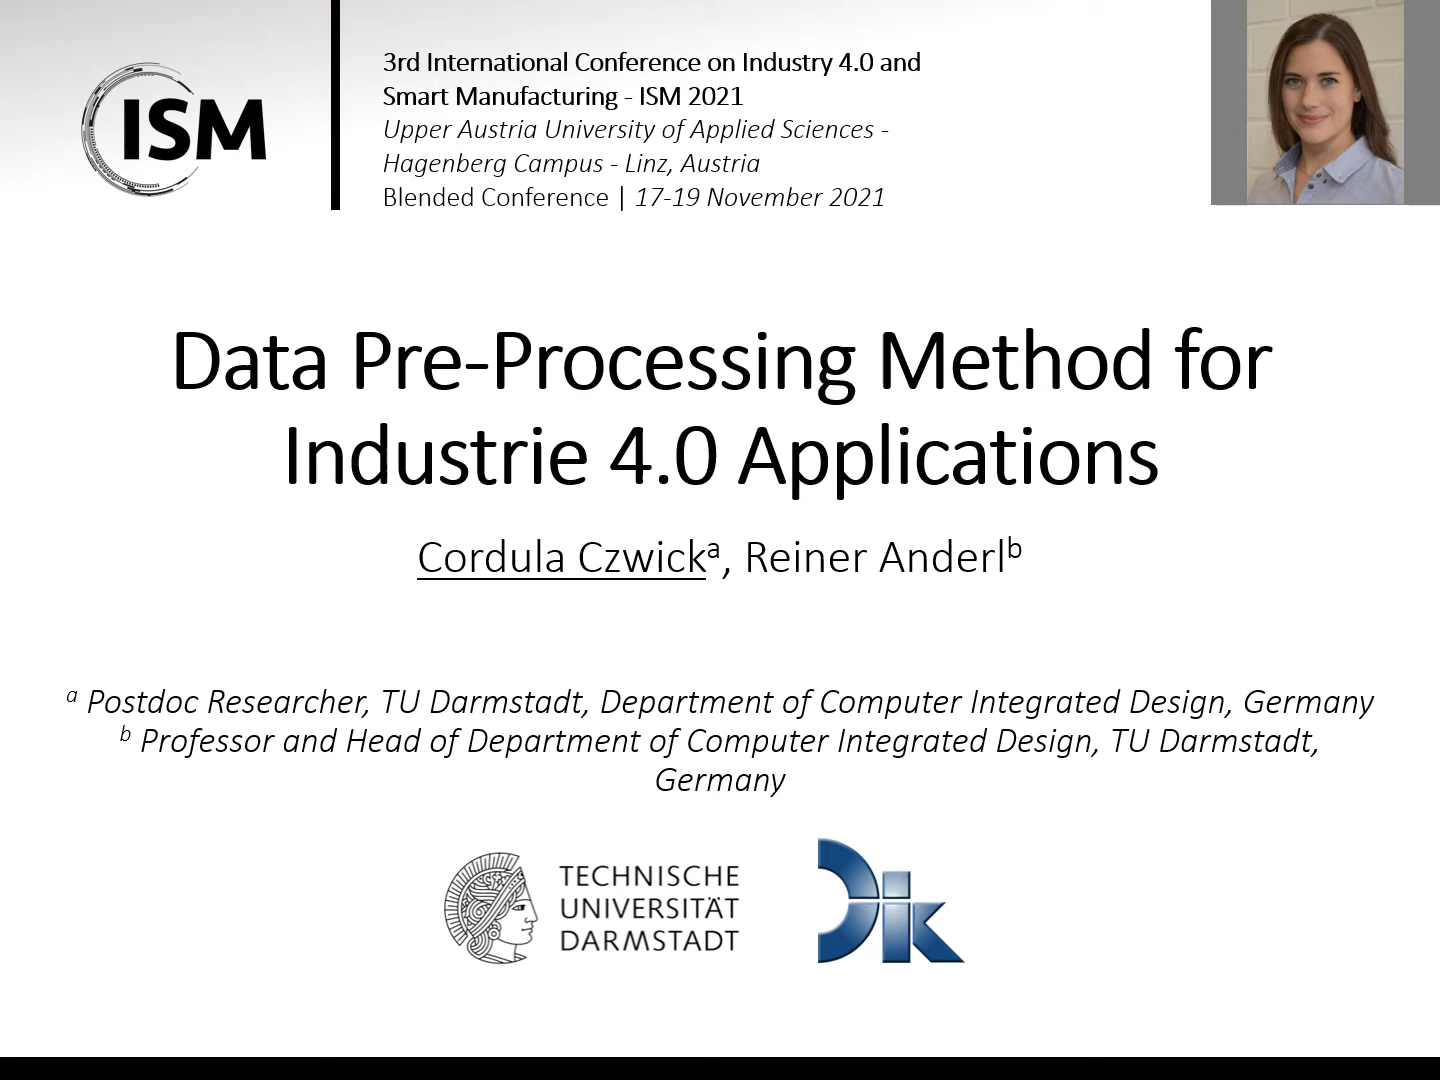 ISM
3rd International Conference on Industry 4.0 and
Smart Manufacturing - ISM 2021
Upper Austria University of Applied Sciences -
Hagenberg Campus - Linz, Austria
Blended Conference | 17-19 November 2021
Data Pre-Processing Method for
Industrie 4.0 Applications
Cordula Czwickᵃ, Reiner Anderlᵇ
ᵃ Postdoc Researcher, TU Darmstadt, Department of Computer Integrated Design, Germany
ᵇ Professor and Head of Department of Computer Integrated Design, TU Darmstadt,
Germany
TECHNISCHE
UNIVERSITÄT
DARMSTADT
Dik